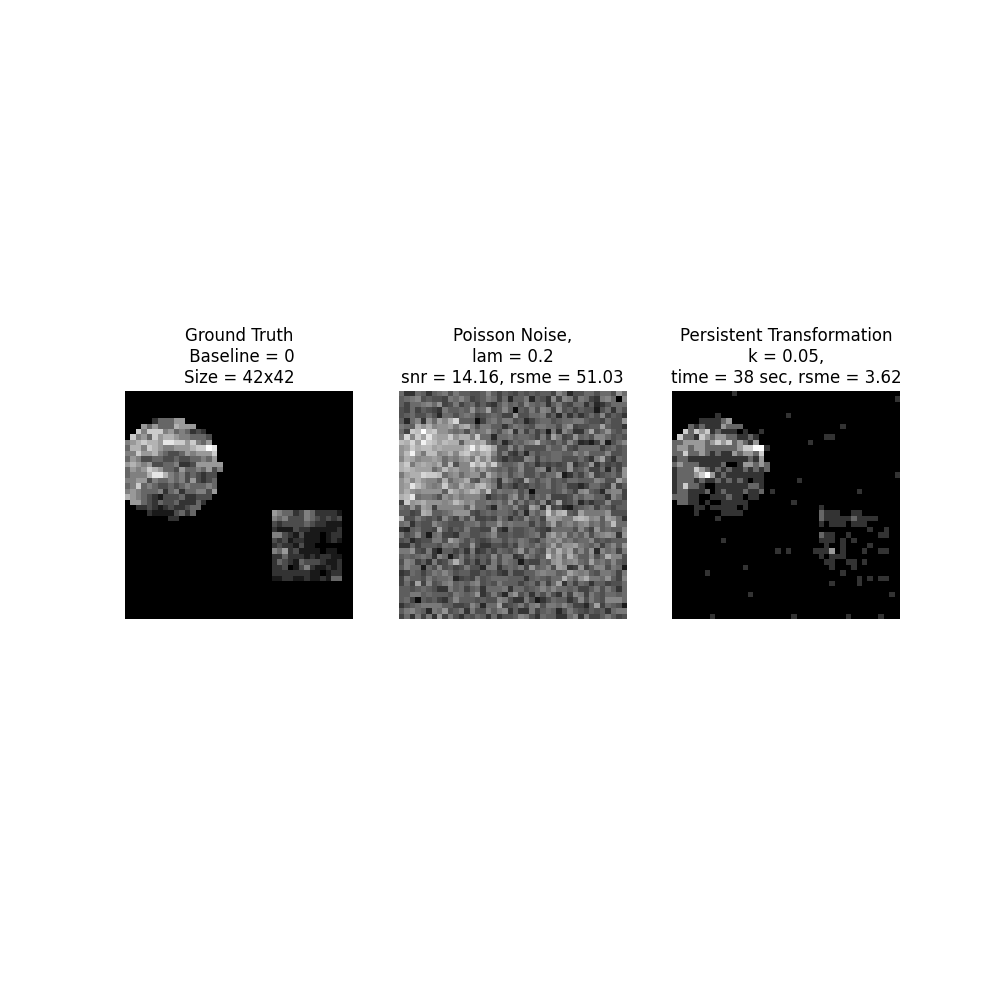 Ground Truth
Baseline = 0
Size = 42x42
Poisson Noise,
lam = 0.2
snr = 14.16, rsme = 51.03
Persistent Transformation
k = 0.05,
time = 38 sec, rsme = 3.62